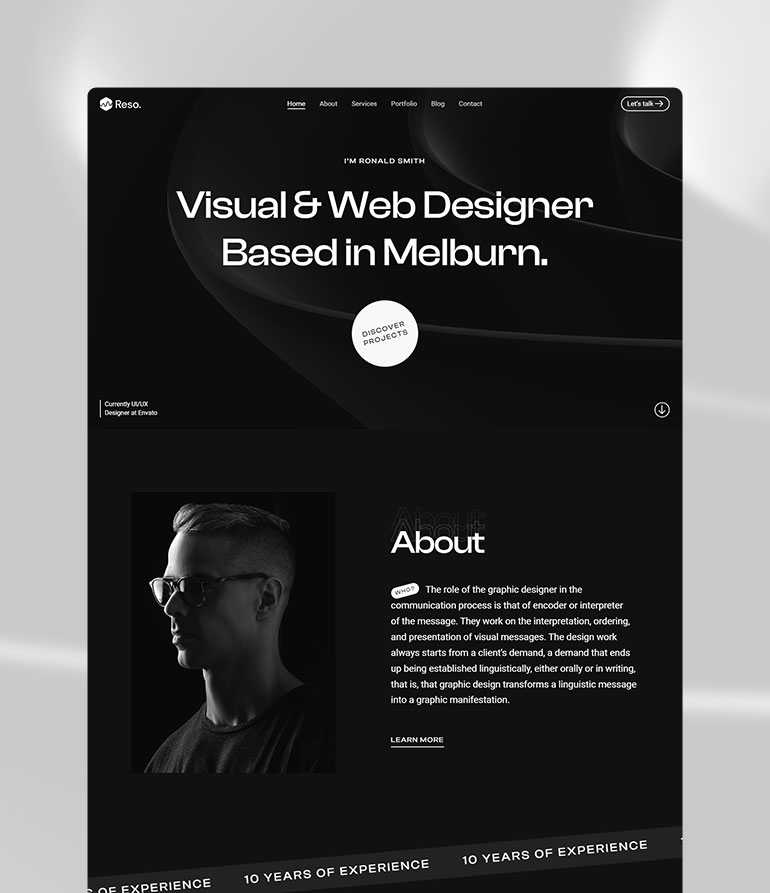 Reso.
Home About Services Portfolio Blog Contact
Let's talk
I'M RONALD SMITH
Visual & Web Designer
Based in Melburn.
DISCOVER
PROJECTS
Currently UI/UX
Designer at Envato
About
About
About
WHO? The role of the graphic designer in the
communication process is that of encoder or interpreter
of the message. They work on the interpretation, ordering,
and presentation of visual messages. The design work
always starts from a client's demand, a demand that ends
up being established linguistically, either orally or in writing,
that is, that graphic design transforms a linguistic message
into a graphic manifestation.
LEARN MORE
OF EXPERIENCE 10 YEARS OF EXPERIENCE 10 YEARS OF EXPERIENCE